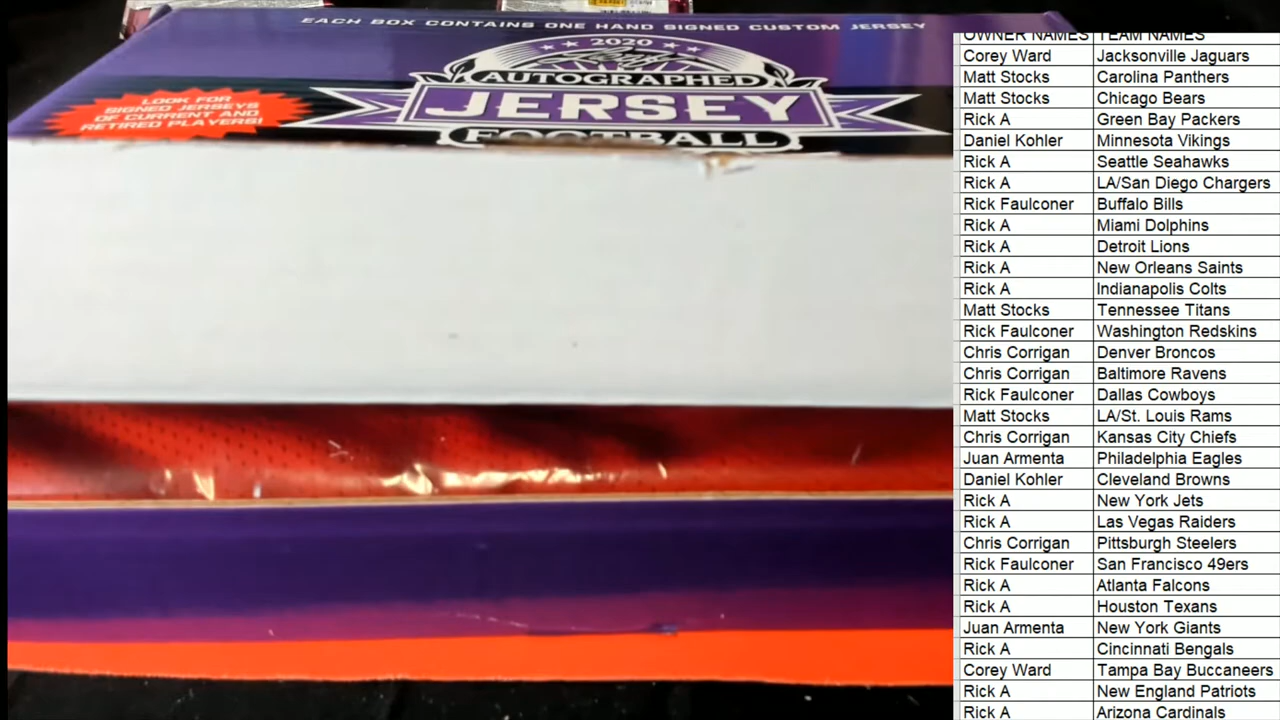 EACH BOX CONTAINS ONE HAND SIGNED CUSTOM JERSEY
2020
AUTOGRAPHED
JERSEY
FOOTBALL
LOOK FOR
SIGNED JERSEYS
OF CURRENT AND
RETIRED PLAYERS!
OWNER NAMES TEAM NAMES
Corey Ward Jacksonville Jaguars
Matt Stocks Carolina Panthers
Matt Stocks Chicago Bears
Rick A Green Bay Packers
Daniel Kohler Minnesota Vikings
Rick A Seattle Seahawks
Rick A LA/San Diego Chargers
Rick Faulconer Buffalo Bills
Rick A Miami Dolphins
Rick A Detroit Lions
Rick A New Orleans Saints
Rick A Indianapolis Colts
Matt Stocks Tennessee Titans
Rick Faulconer Washington Redskins
Chris Corrigan Denver Broncos
Chris Corrigan Baltimore Ravens
Rick Faulconer Dallas Cowboys
Matt Stocks LA/St. Louis Rams
Chris Corrigan Kansas City Chiefs
Juan Armenta Philadelphia Eagles
Daniel Kohler Cleveland Browns
Rick A New York Jets
Rick A Las Vegas Raiders
Chris Corrigan Pittsburgh Steelers
Rick Faulconer San Francisco 49ers
Rick A Atlanta Falcons
Rick A Houston Texans
Juan Armenta New York Giants
Rick A Cincinnati Bengals
Corey Ward Tampa Bay Buccaneers
Rick A New England Patriots
Rick A Arizona Cardinals